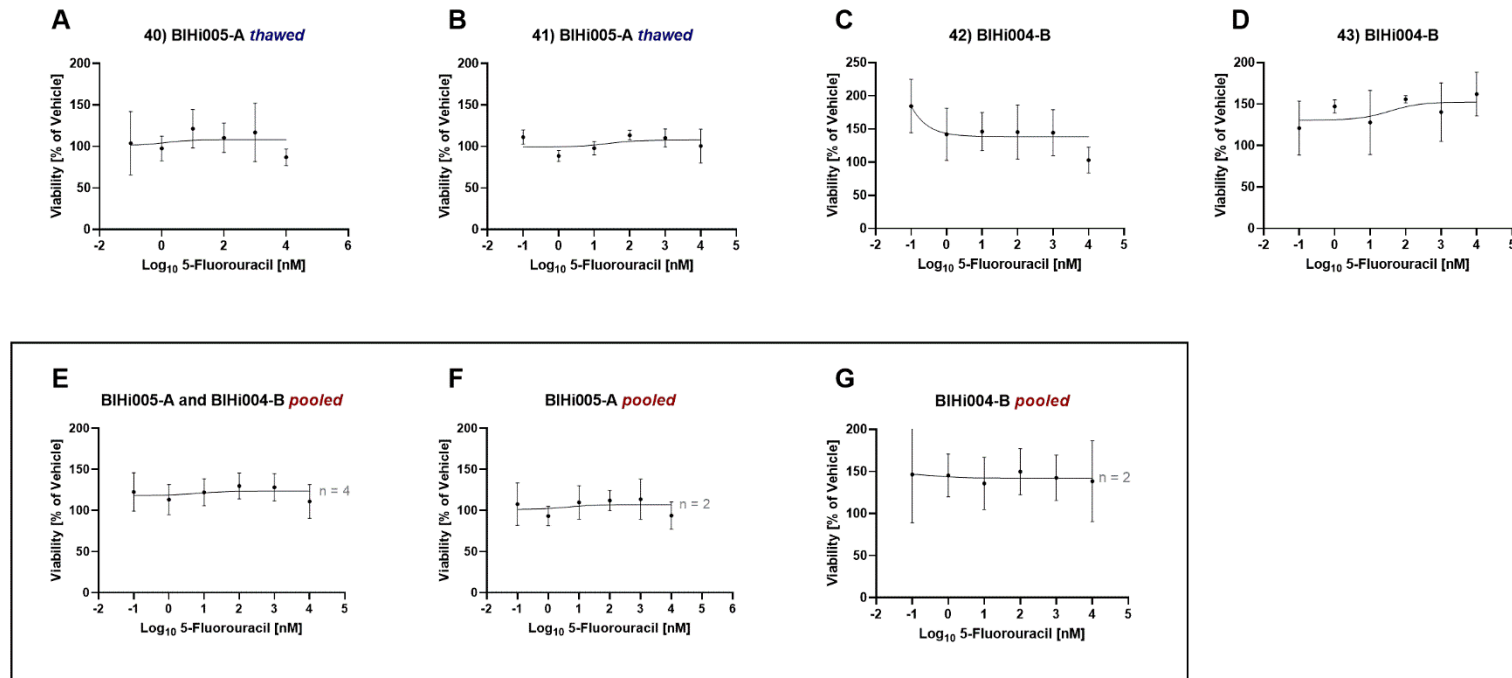 A
40) BIHi005-A thawed
Viability [% of Vehicle]
200
150
100
50
0
-2 0 2 4 6
Log10 5-Fluorouracil [nM]
B
41) BIHi005-A thawed
Viability [% of Vehicle]
200
150
100
50
0
-2 -1 0 1 2 3 4 5
Log10 5-Fluorouracil [nM]
C
42) BIHi004-B
Viability [% of Vehicle]
250
200
150
100
50
0
-2 -1 0 1 2 3 4 5
Log10 5-Fluorouracil [nM]
D
43) BIHi004-B
Viability [% of Vehicle]
200
150
100
50
0
-2 -1 0 1 2 3 4 5
Log10 5-Fluorouracil [nM]
E
BIHi005-A and BIHi004-B pooled
Viability [% of Vehicle]
200
150
100
50
0
n = 4
-2 -1 0 1 2 3 4 5
Log10 5-Fluorouracil [nM]
F
BIHi005-A pooled
Viability [% of Vehicle]
200
150
100
50
0
n = 2
-2 -1 0 1 2 3 4 5 6
Log10 5-Fluorouracil [nM]
G
BIHi004-B pooled
Viability [% of Vehicle]
200
150
100
50
0
n = 2
-2 -1 0 1 2 3 4 5
Log10 5-Fluorouracil [nM]